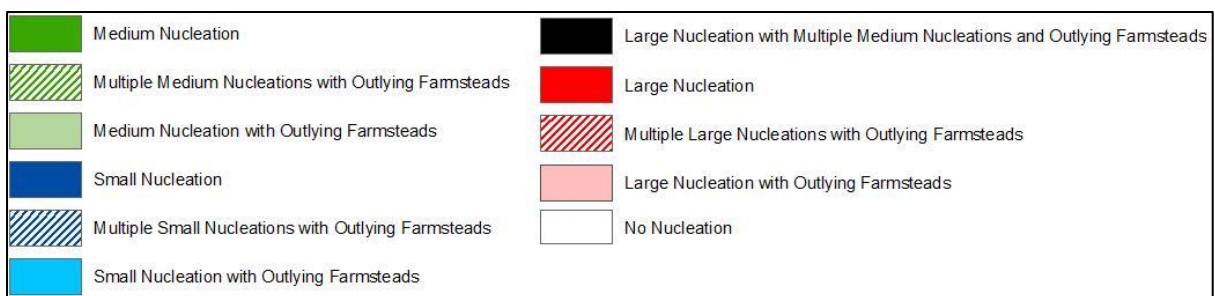 Medium Nucleation
Multiple Medium Nucleations with Outlying Farmsteads
Medium Nucleation with Outlying Farmsteads
Small Nucleation
Multiple Small Nucleations with Outlying Farmsteads
Small Nucleation with Outlying Farmsteads
Large Nucleation with Multiple Medium Nucleations and Outlying Farmsteads
Large Nucleation
Multiple Large Nucleations with Outlying Farmsteads
Large Nucleation with Outlying Farmsteads
No Nucleation